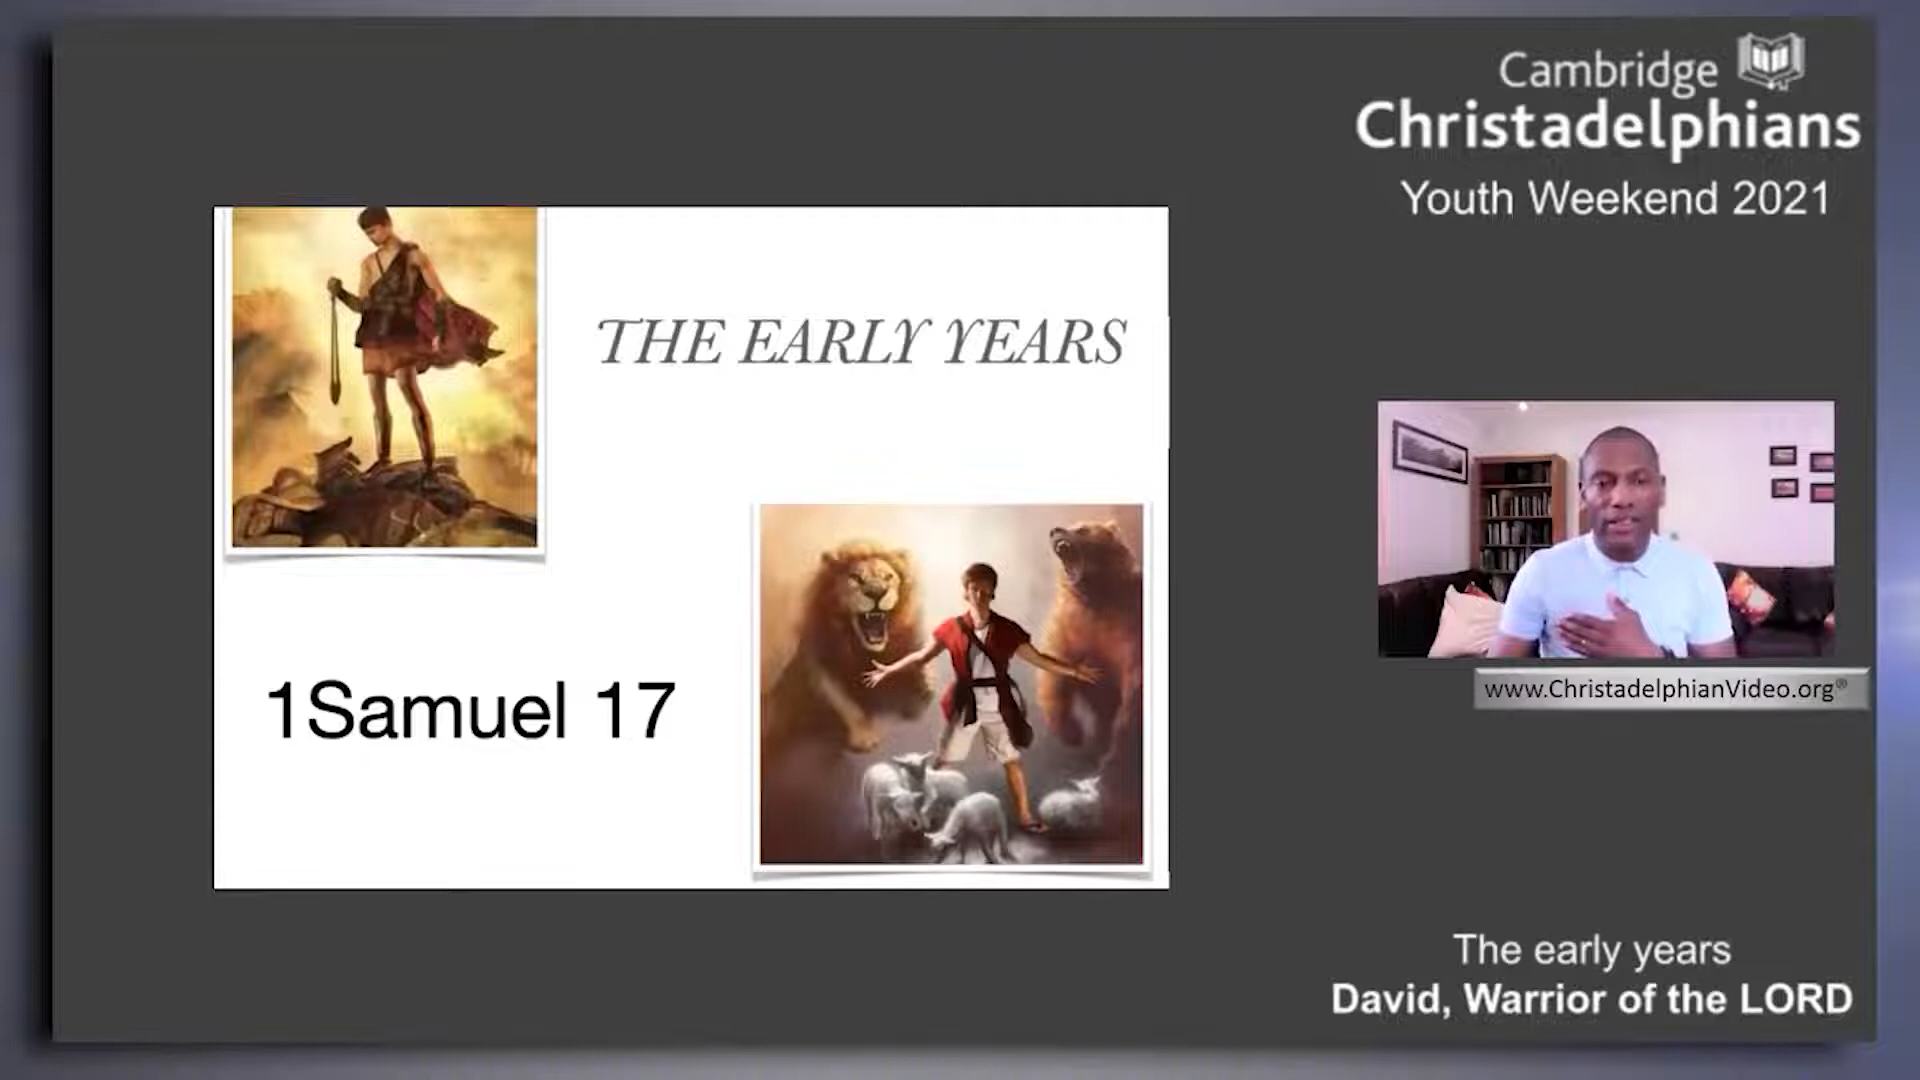 Cambridge
Christadelphians
Youth Weekend 2021
THE EARLY YEARS
1Samuel 17
www.ChristadelphianVideo.org®
The early years
David, Warrior of the LORD